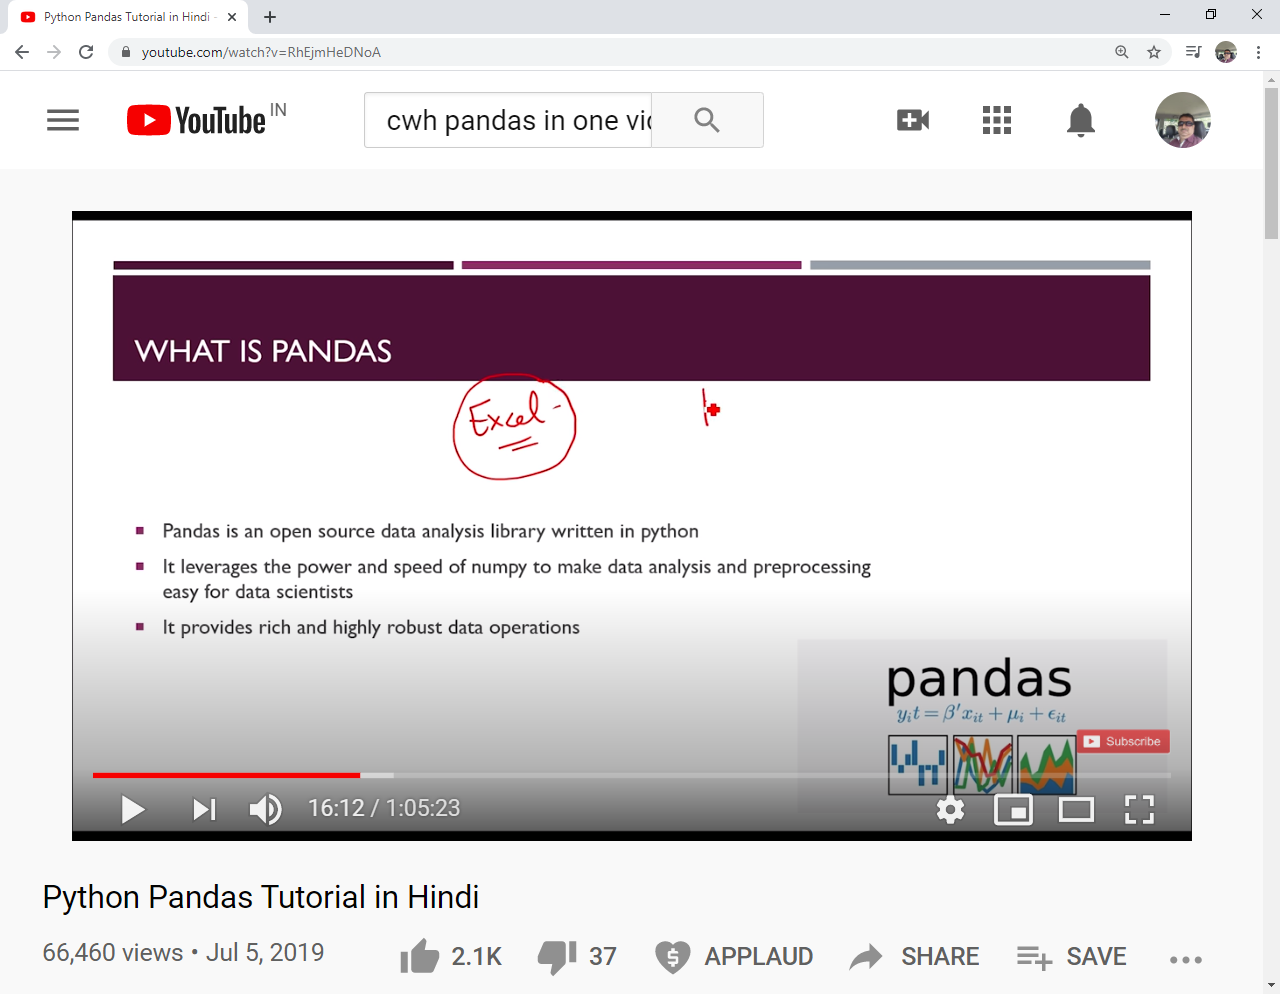 Python Pandas Tutorial in Hindi -
youtube.com/watch?v=RhEjmHeDNoA
YouTube IN
cwh pandas in one vi
WHAT IS PANDAS
Excel
Pandas is an open source data analysis library written in python
It leverages the power and speed of numpy to make data analysis and preprocessing
easy for data scientists
It provides rich and highly robust data operations
pandas
y_it = β′x_it + μ_i + ϵ_it
Subscribe
16:12 / 1:05:23
Python Pandas Tutorial in Hindi
66,460 views • Jul 5, 2019
2.1K
37
APPLAUD
SHARE
SAVE